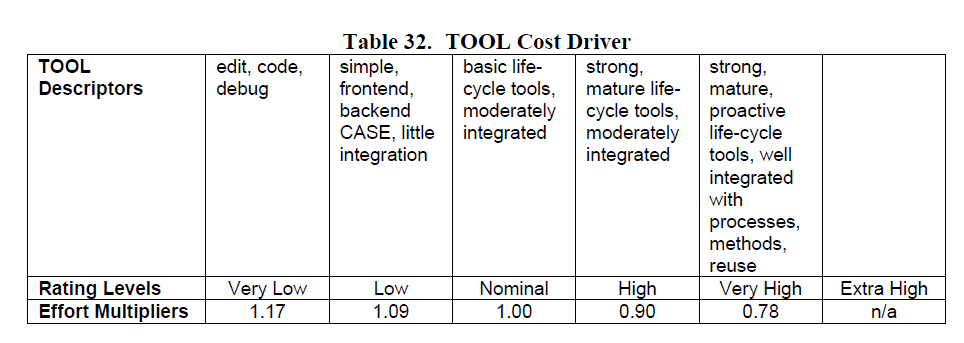 Table 32. TOOL Cost Driver
TOOL
Descriptors
edit, code,
debug
simple,
frontend,
backend
CASE, little
integration
basic life-
cycle tools,
moderately
integrated
strong,
mature life-
cycle tools,
moderately
integrated
strong,
mature,
proactive
life-cycle
tools, well
integrated
with
processes,
methods,
reuse
Rating Levels Very Low Low Nominal High Very High Extra High
Effort Multipliers 1.17 1.09 1.00 0.90 0.78 n/a